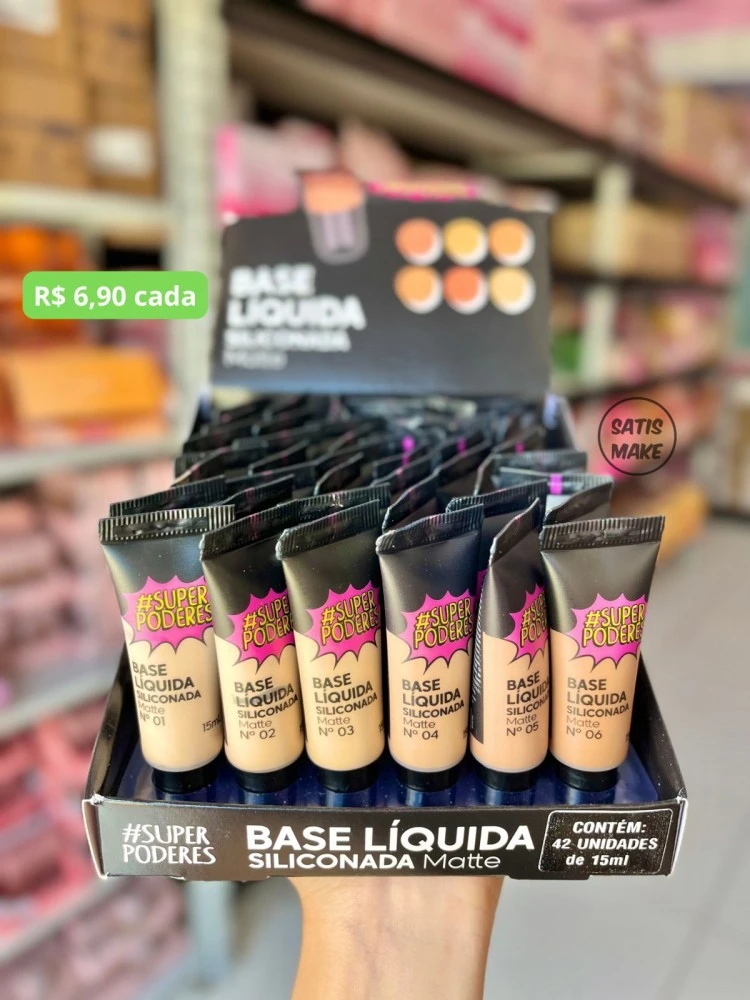 BASE
LÍQUIDA
SILICONADA
Matte
R$ 6,90 cada
SATIS
MAKE
#SUPER
PODERES
BASE
LÍQUIDA
SILICONADA
Matte
Nº 01
15ml
#SUPER
PODERES
BASE
LÍQUIDA
SILICONADA
Matte
Nº 02
#SUPER
PODERES
BASE
LÍQUIDA
SILICONADA
Matte
Nº 03
#SUPER
PODERES
BASE
LÍQUIDA
SILICONADA
Matte
Nº 04
#SUPER
PODERES
BASE
LÍQUIDA
SILICONADA
Matte
Nº 05
#SUPER
PODERES
BASE
LÍQUIDA
SILICONADA
Matte
Nº 06
#SUPER
PODERES
BASE LÍQUIDA
SILICONADA Matte
CONTÉM:
42 UNIDADES
de 15ml